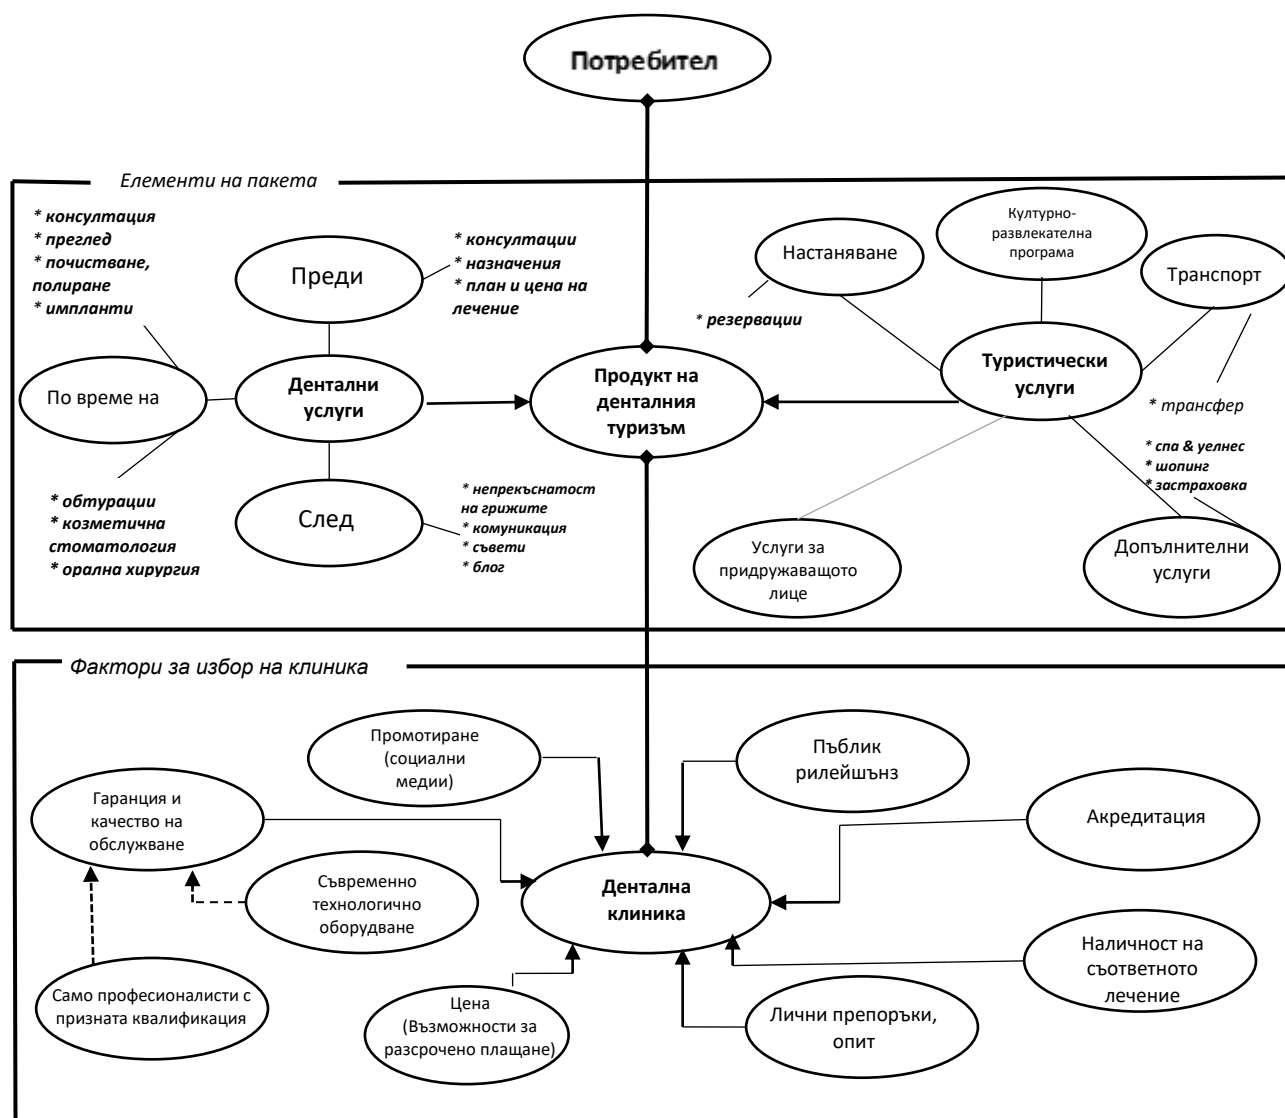 Потребител
Елементи на пакета
* консултация
* преглед
* почистване,
полиране
* импланти
Преди
* консултации
* назначения
* план и цена на
лечение
Настаняване
* резервации
Културно-
развлекателна
програма
Транспорт
* трансфер
По време на
Дентални
услуги
Продукт на
денталния
туризъм
Туристически
услуги
* обтурации
* козметична
стоматология
* орална хирургия
След
* непрекъснатост
на грижите
* комуникация
* съвети
* блог
Услуги за
придружаващото
лице
* спа & уелнес
* шопинг
* застраховка
Допълнителни
услуги
Фактори за избор на клиника
Промотиране
(социални
медии)
Пъблик
рилейшънз
Гаранция и
качество на
обслужване
Акредитация
Съвременно
технологично
оборудване
Дентална
клиника
Само професионалисти с
призната квалификация
Цена
(Възможности за
разсрочено плащане)
Лични препоръки,
опит
Наличност на
съответното
лечение